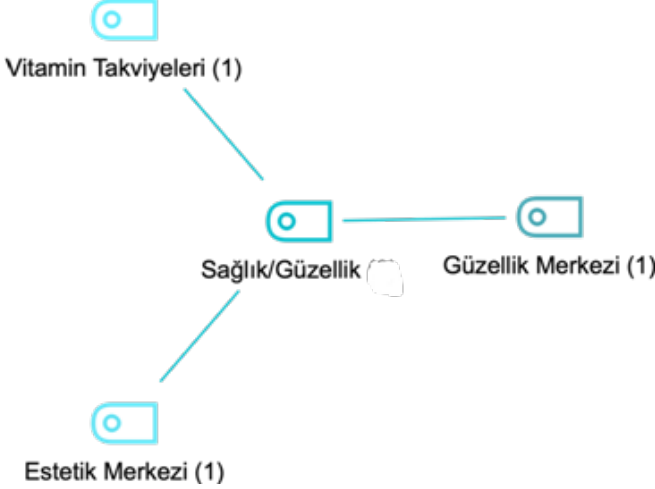 Vitamin Takviyeleri (1)
Sağlık/Güzellik
Güzellik Merkezi (1)
Estetik Merkezi (1)